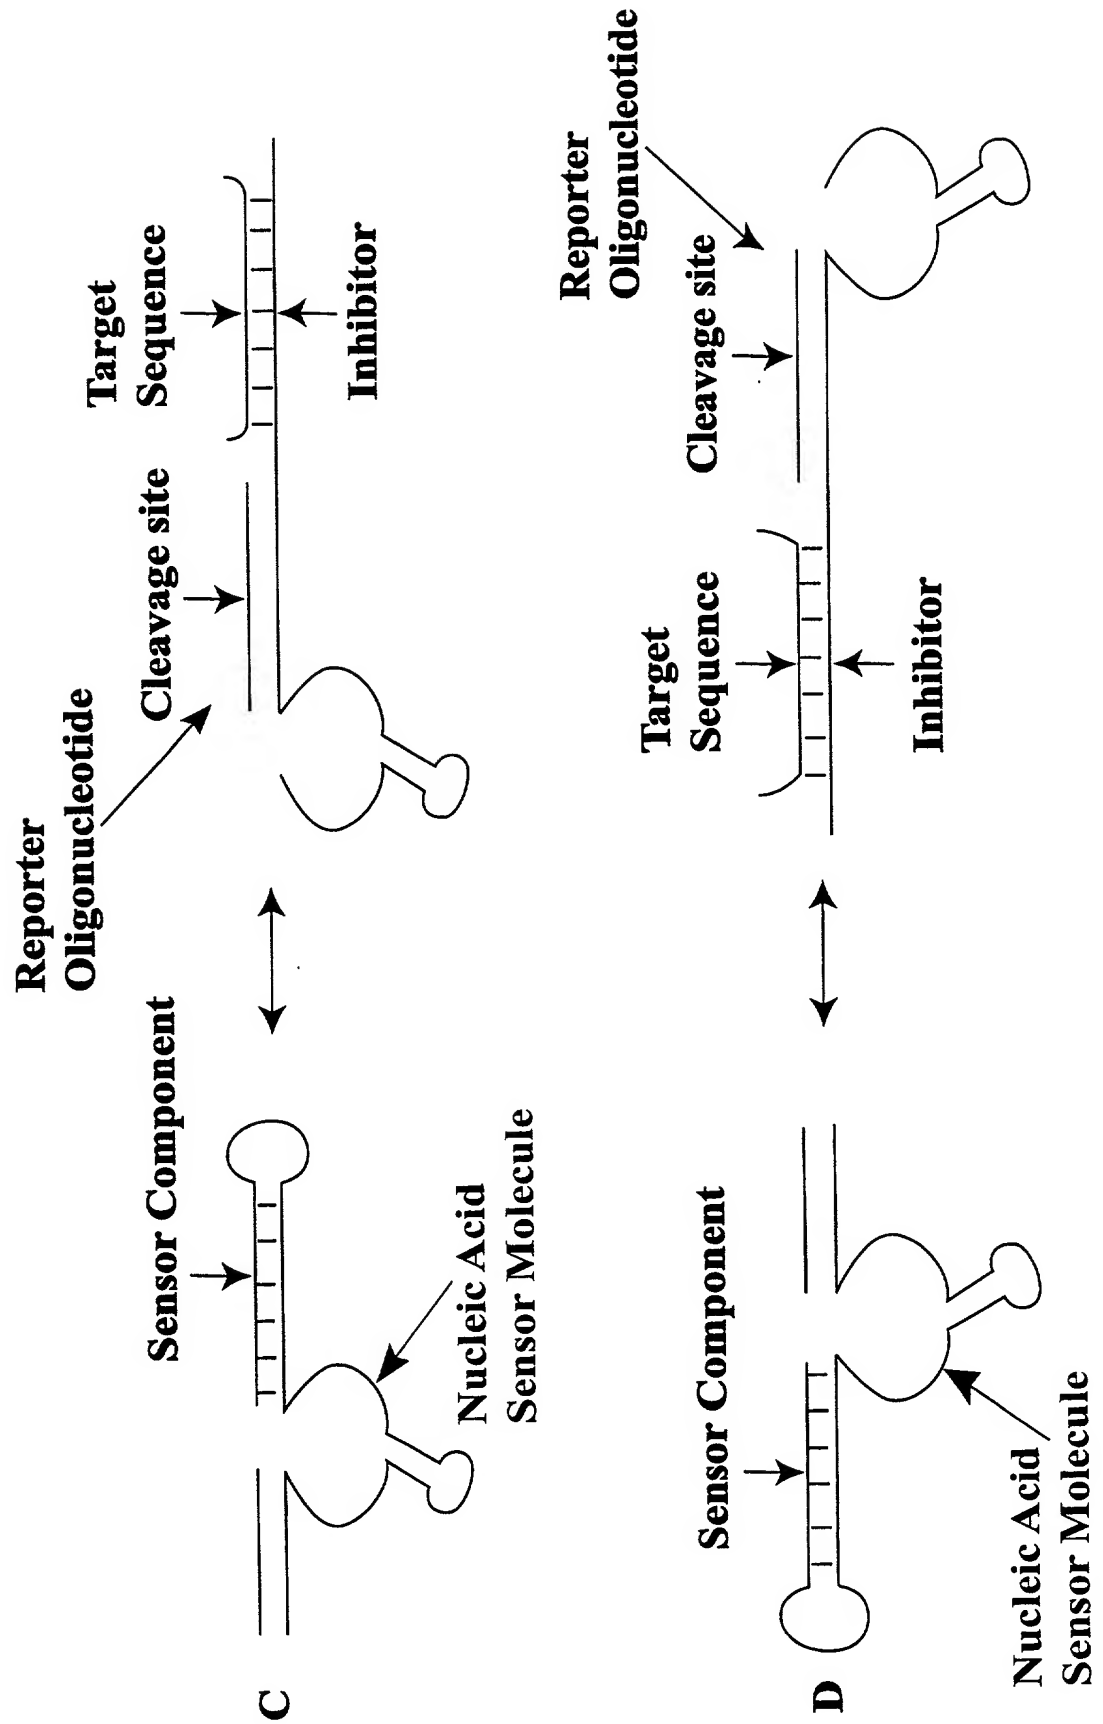 C
Sensor Component
Nucleic Acid
Sensor Molecule
Reporter
Oligonucleotide
Cleavage site
Target
Sequence
Inhibitor
D
Sensor Component
Nucleic Acid
Sensor Molecule
Target
Sequence
Inhibitor
Reporter
Oligonucleotide
Cleavage site